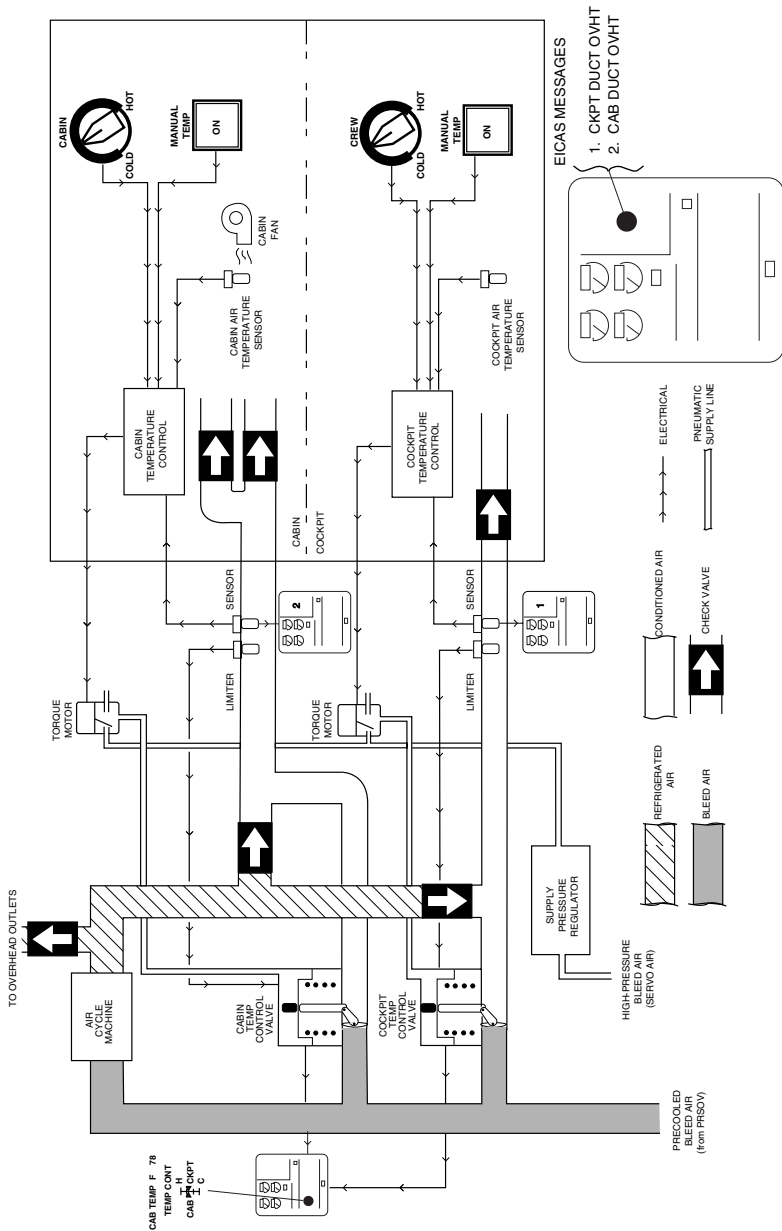 TO OVERHEAD OUTLETS
AIR
CYCLE
MACHINE
CAB TEMP F 78
TEMP CONT
H
CAB CKPT
C
PRECOOLED
BLEED AIR
(from PRSOV)
CABIN
TEMP
CONTROL
VALVE
COCKPIT
TEMP
CONTROL
VALVE
HIGH-PRESSURE
BLEED AIR
(SERVO AIR)
SUPPLY
PRESSURE
REGULATOR
TORQUE
MOTOR
TORQUE
MOTOR
LIMITER
SENSOR
2
LIMITER
SENSOR
1
CABIN
TEMPERATURE
CONTROL
CABIN AIR
TEMPERATURE
SENSOR
CABIN
FAN
CABIN
COLD
HOT
MANUAL
TEMP
ON
CABIN
COCKPIT
COCKPIT
TEMPERATURE
CONTROL
COCKPIT AIR
TEMPERATURE
SENSOR
CREW
COLD
HOT
MANUAL
TEMP
ON
EICAS MESSAGES
1. CKPT DUCT OVHT
2. CAB DUCT OVHT
REFRIGERATED
AIR
CONDITIONED AIR
ELECTRICAL
BLEED AIR
CHECK VALVE
PNEUMATIC
SUPPLY LINE